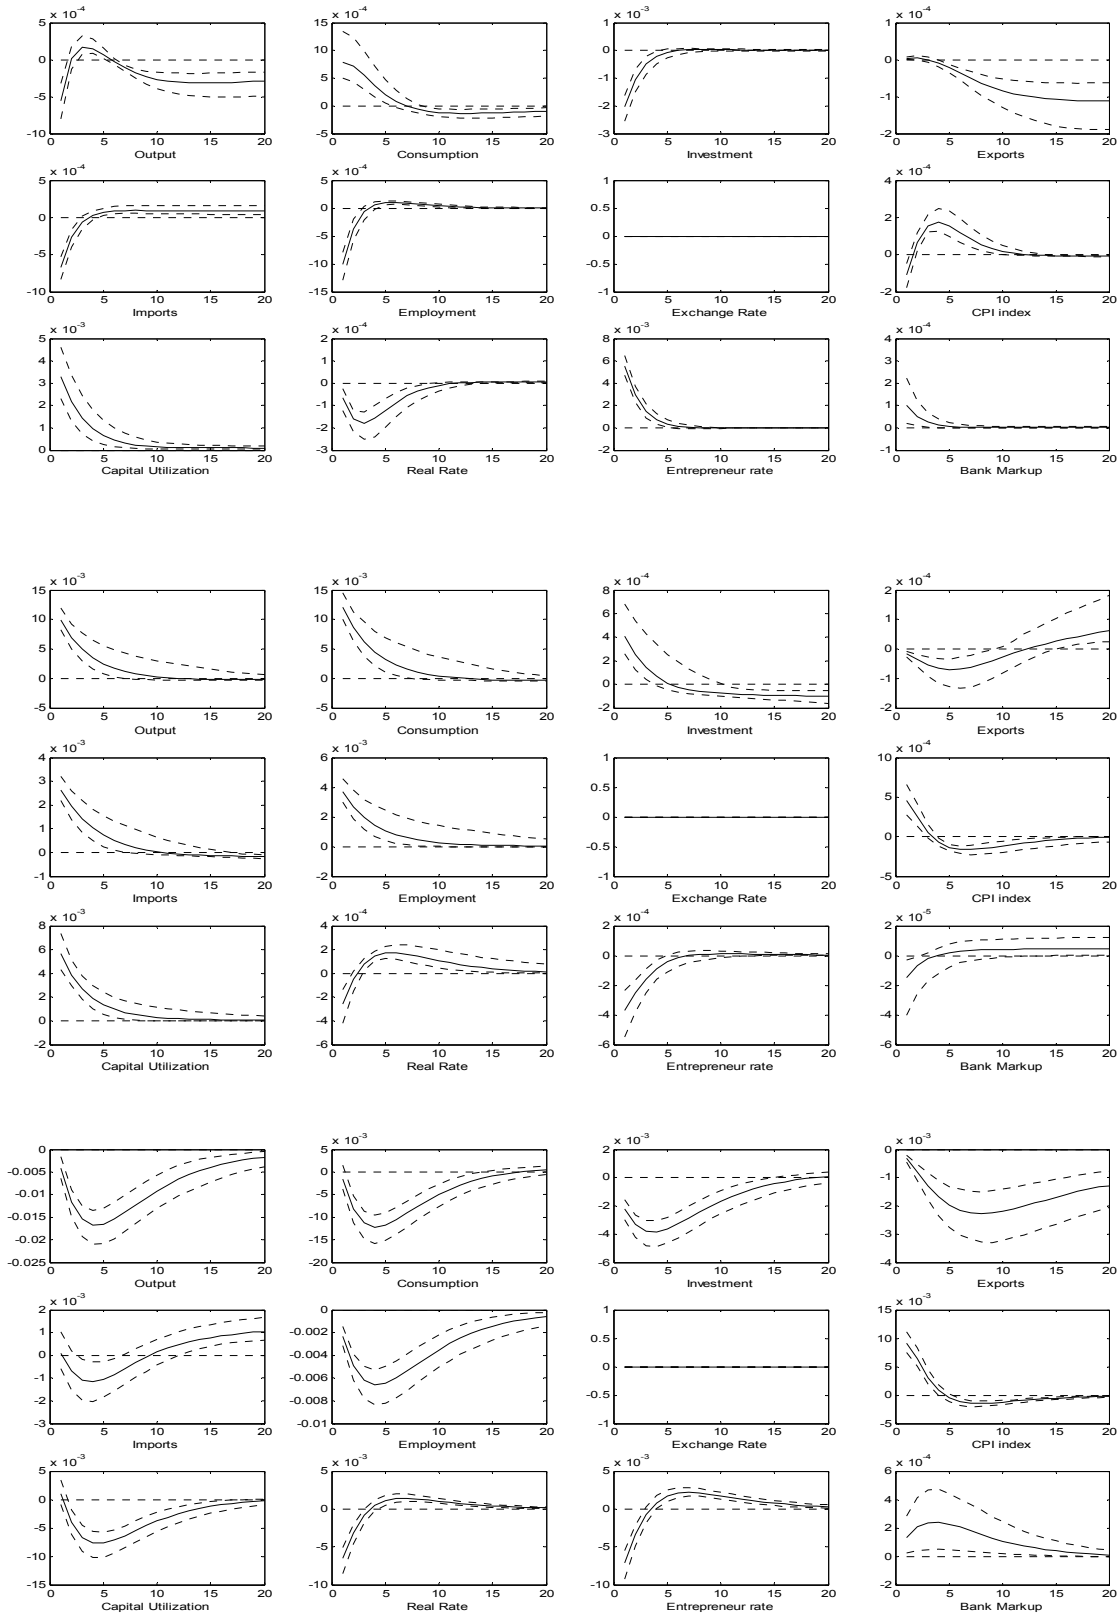 x 10^-4
5
0
-5
-10
0 5 10 15 20
Output
x 10^-4
15
10
5
0
-5
0 5 10 15 20
Consumption
x 10^-3
1
0
-1
-2
-3
0 5 10 15 20
Investment
x 10^-4
1
0
-1
-2
0 5 10 15 20
Exports
x 10^-4
5
0
-5
-10
0 5 10 15 20
Imports
x 10^-4
5
0
-5
-10
-15
0 5 10 15 20
Employment
1
0.5
0
-0.5
-1
0 5 10 15 20
Exchange Rate
x 10^-4
4
2
0
-2
0 5 10 15 20
CPI index
x 10^-3
5
4
3
2
1
0
0 5 10 15 20
Capital Utilization
x 10^-4
2
1
0
-1
-2
-3
0 5 10 15 20
Real Rate
x 10^-3
8
6
4
2
0
-2
0 5 10 15 20
Entrepreneur rate
x 10^-4
4
3
2
1
0
-1
0 5 10 15 20
Bank Markup
x 10^-3
15
10
5
0
-5
0 5 10 15 20
Output
x 10^-3
15
10
5
0
-5
0 5 10 15 20
Consumption
x 10^-4
8
6
4
2
0
-2
0 5 10 15 20
Investment
x 10^-4
2
1
0
-1
-2
0 5 10 15 20
Exports
x 10^-3
4
3
2
1
0
-1
0 5 10 15 20
Imports
x 10^-3
6
4
2
0
-2
0 5 10 15 20
Employment
1
0.5
0
-0.5
-1
0 5 10 15 20
Exchange Rate
x 10^-4
10
5
0
-5
0 5 10 15 20
CPI index
x 10^-3
8
6
4
2
0
-2
0 5 10 15 20
Capital Utilization
x 10^-4
4
2
0
-2
-4
-6
0 5 10 15 20
Real Rate
x 10^-4
2
0
-2
-4
-6
0 5 10 15 20
Entrepreneur rate
x 10^-5
2
0
-2
-4
-6
0 5 10 15 20
Bank Markup
0
-0.005
-0.01
-0.015
-0.02
-0.025
0 5 10 15 20
Output
x 10^-3
5
0
-5
-10
-15
-20
0 5 10 15 20
Consumption
x 10^-3
2
0
-2
-4
-6
0 5 10 15 20
Investment
x 10^-3
0
-1
-2
-3
-4
0 5 10 15 20
Exports
x 10^-3
2
1
0
-1
-2
-3
0 5 10 15 20
Imports
0
-0.002
-0.004
-0.006
-0.008
-0.01
0 5 10 15 20
Employment
1
0.5
0
-0.5
-1
0 5 10 15 20
Exchange Rate
x 10^-3
15
10
5
0
-5
0 5 10 15 20
CPI index
x 10^-3
5
0
-5
-10
-15
0 5 10 15 20
Capital Utilization
x 10^-3
5
0
-5
-10
0 5 10 15 20
Real Rate
x 10^-3
5
0
-5
-10
0 5 10 15 20
Entrepreneur rate
x 10^-4
6
4
2
0
-2
0 5 10 15 20
Bank Markup